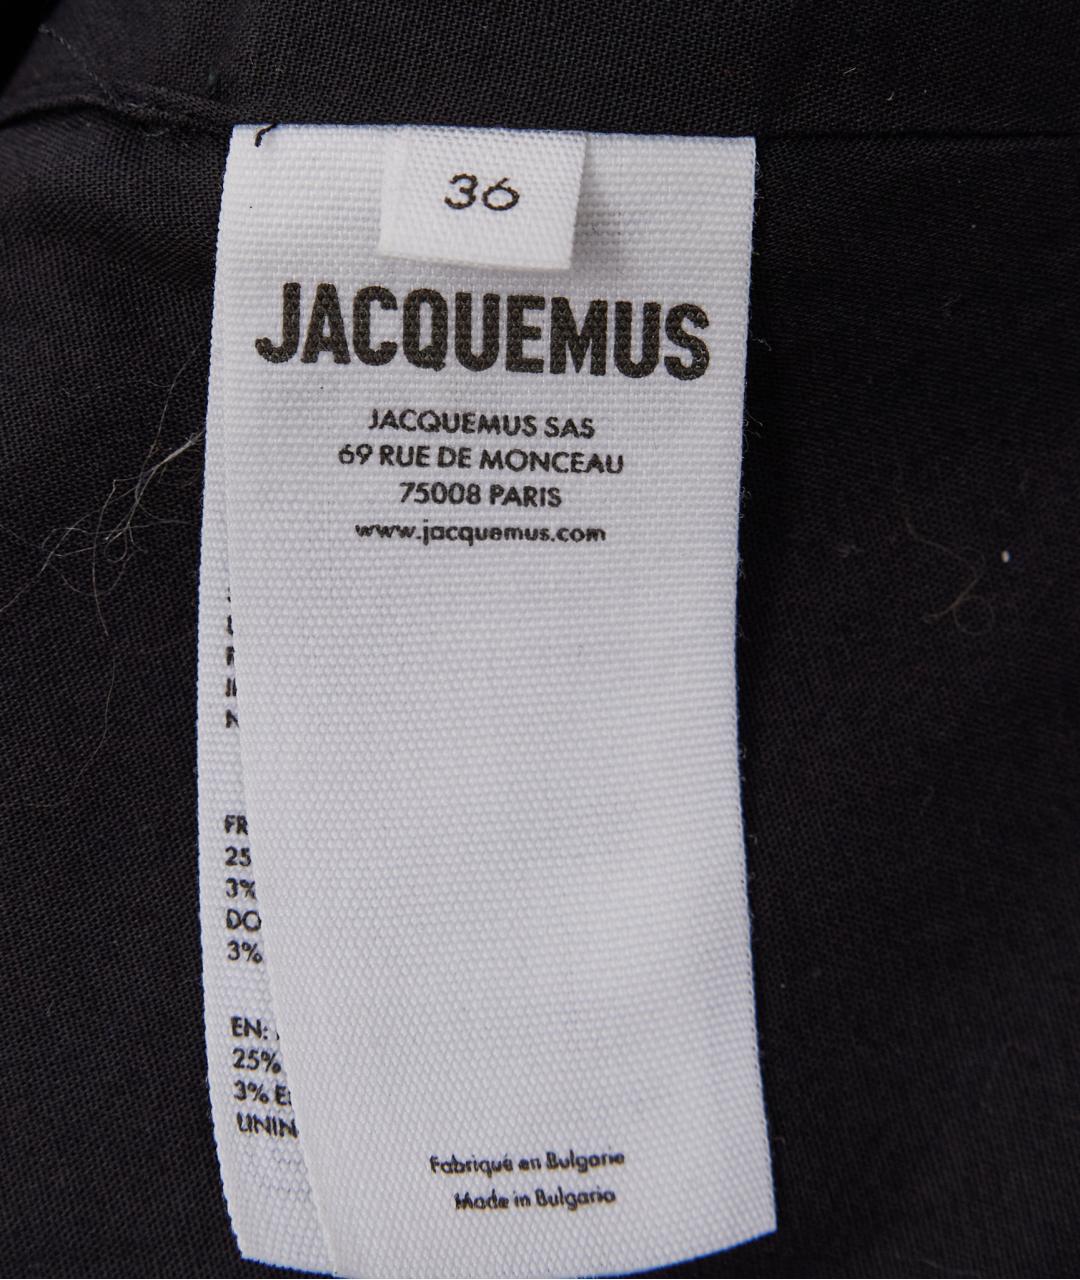 36
JACQUEMUS
JACQUEMUS SAS
69 RUE DE MONCEAU
75008 PARIS
www.jacquemus.com
FR
25
3%
DO
3%
EN:
25%
3% E
LININ
Fabriqué en Bulgarie
Made in Bulgaria